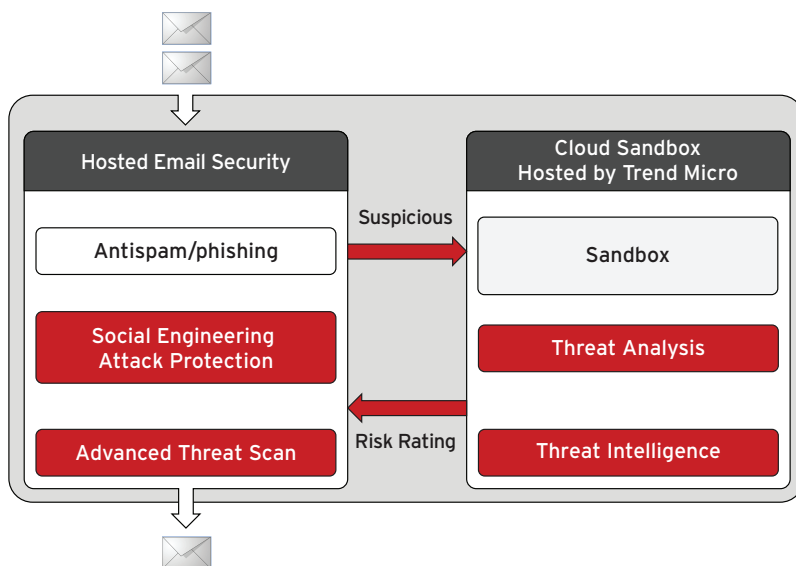 Hosted Email Security
Cloud Sandbox
Hosted by Trend Micro
Suspicious
Antispam/phishing
Sandbox
Social Engineering
Attack Protection
Threat Analysis
Risk Rating
Advanced Threat Scan
Threat Intelligence